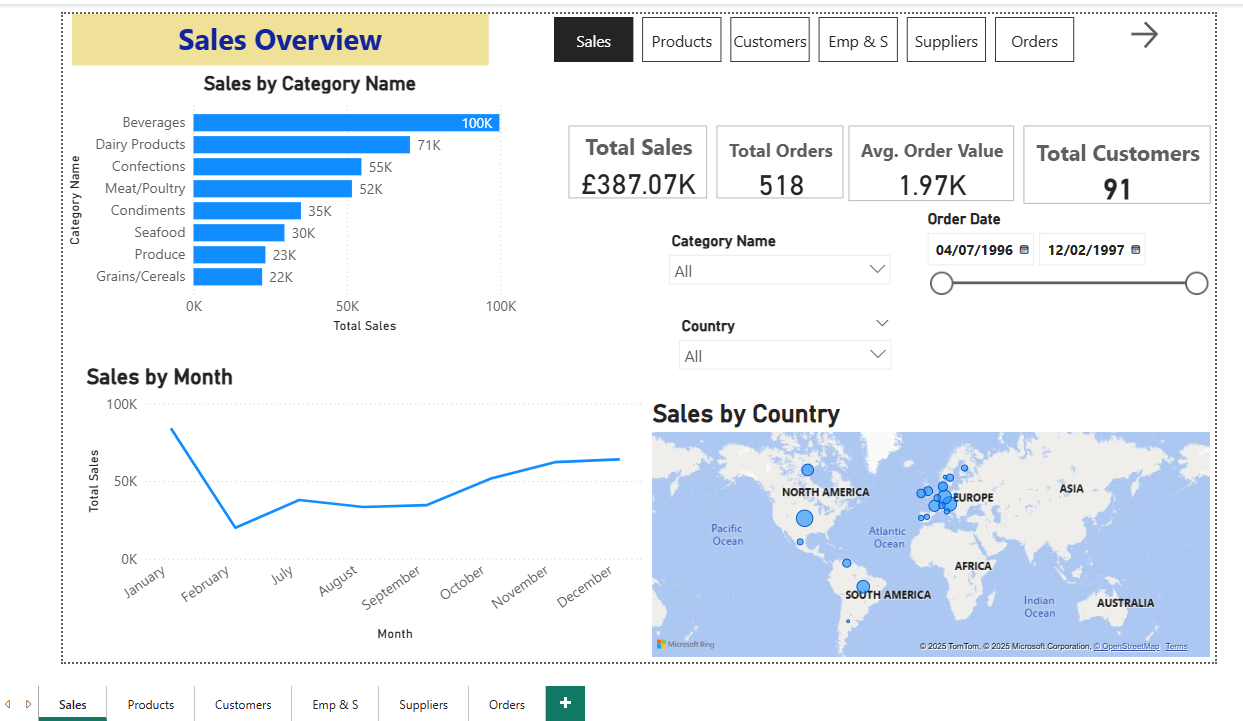 Sales Overview
Sales
Products
Customers
Emp & S
Suppliers
Orders
Sales by Category Name
Category Name
Beverages
100K
Dairy Products
71K
Confections
55K
Meat/Poultry
52K
Condiments
35K
Seafood
30K
Produce
23K
Grains/Cereals
22K
0K
50K
100K
Total Sales
Total Sales
£387.07K
Total Orders
518
Avg. Order Value
1.97K
Total Customers
91
Category Name
All
Order Date
04/07/1996
12/02/1997
Country
All
Sales by Month
Total Sales
100K
50K
0K
January
February
July
August
September
October
November
December
Month
Sales by Country
NORTH AMERICA
EUROPE
ASIA
Pacific
Ocean
Atlantic
Ocean
AFRICA
SOUTH AMERICA
Indian
Ocean
AUSTRALIA
Microsoft Bing
© 2025 TomTom, © 2025 Microsoft Corporation, © OpenStreetMap Terms
Sales
Products
Customers
Emp & S
Suppliers
Orders
+